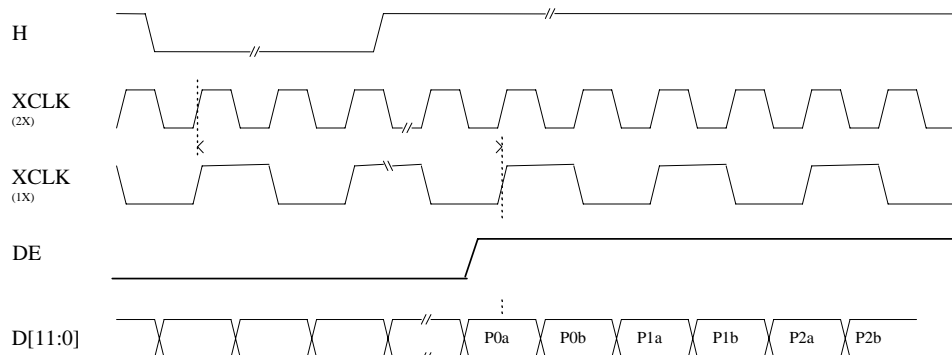 H
XCLK
(2X)
XCLK
(1X)
DE
D[11:0] P0a P0b P1a P1b P2a P2b